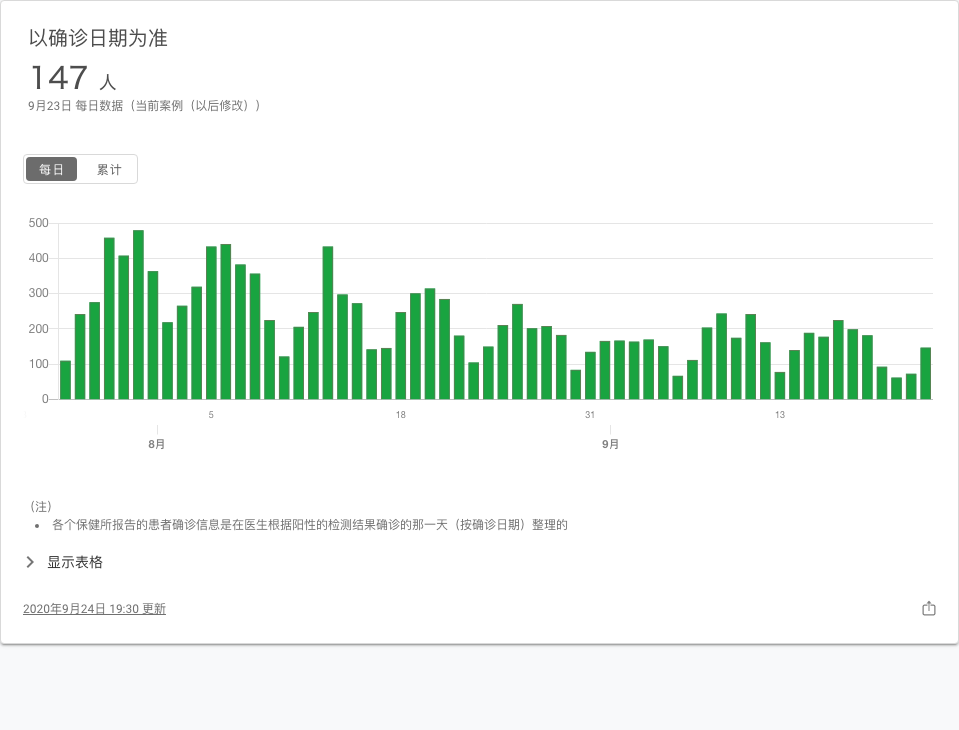 以确诊日期为准
147 人
9月23日 每日数据（当前案例（以后修改））
每日 累计
500
400
300
200
100
0
5 18 31 13
8月 9月
（注）
• 各个保健所报告的患者确诊信息是在医生根据阳性的检测结果确诊的那一天（按确诊日期）整理的
显示表格
2020年9月24日 19:30 更新